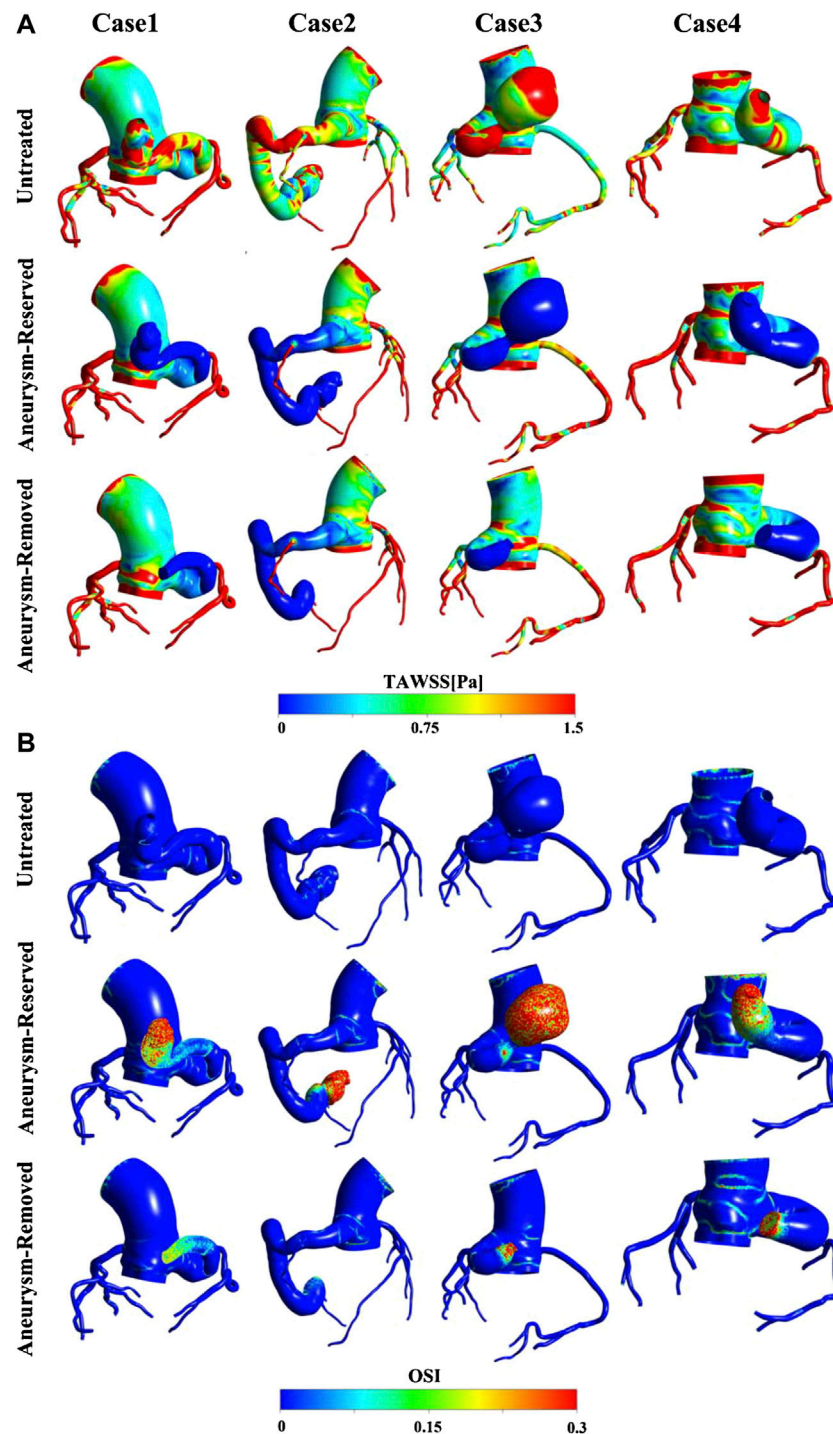 A
Case1 Case2 Case3 Case4
Untreated
Aneurysm-Reserved
Aneurysm-Removed
TAWSS[Pa]
0 0.75 1.5
B
Untreated
Aneurysm-Reserved
Aneurysm-Removed
OSI
0 0.15 0.3